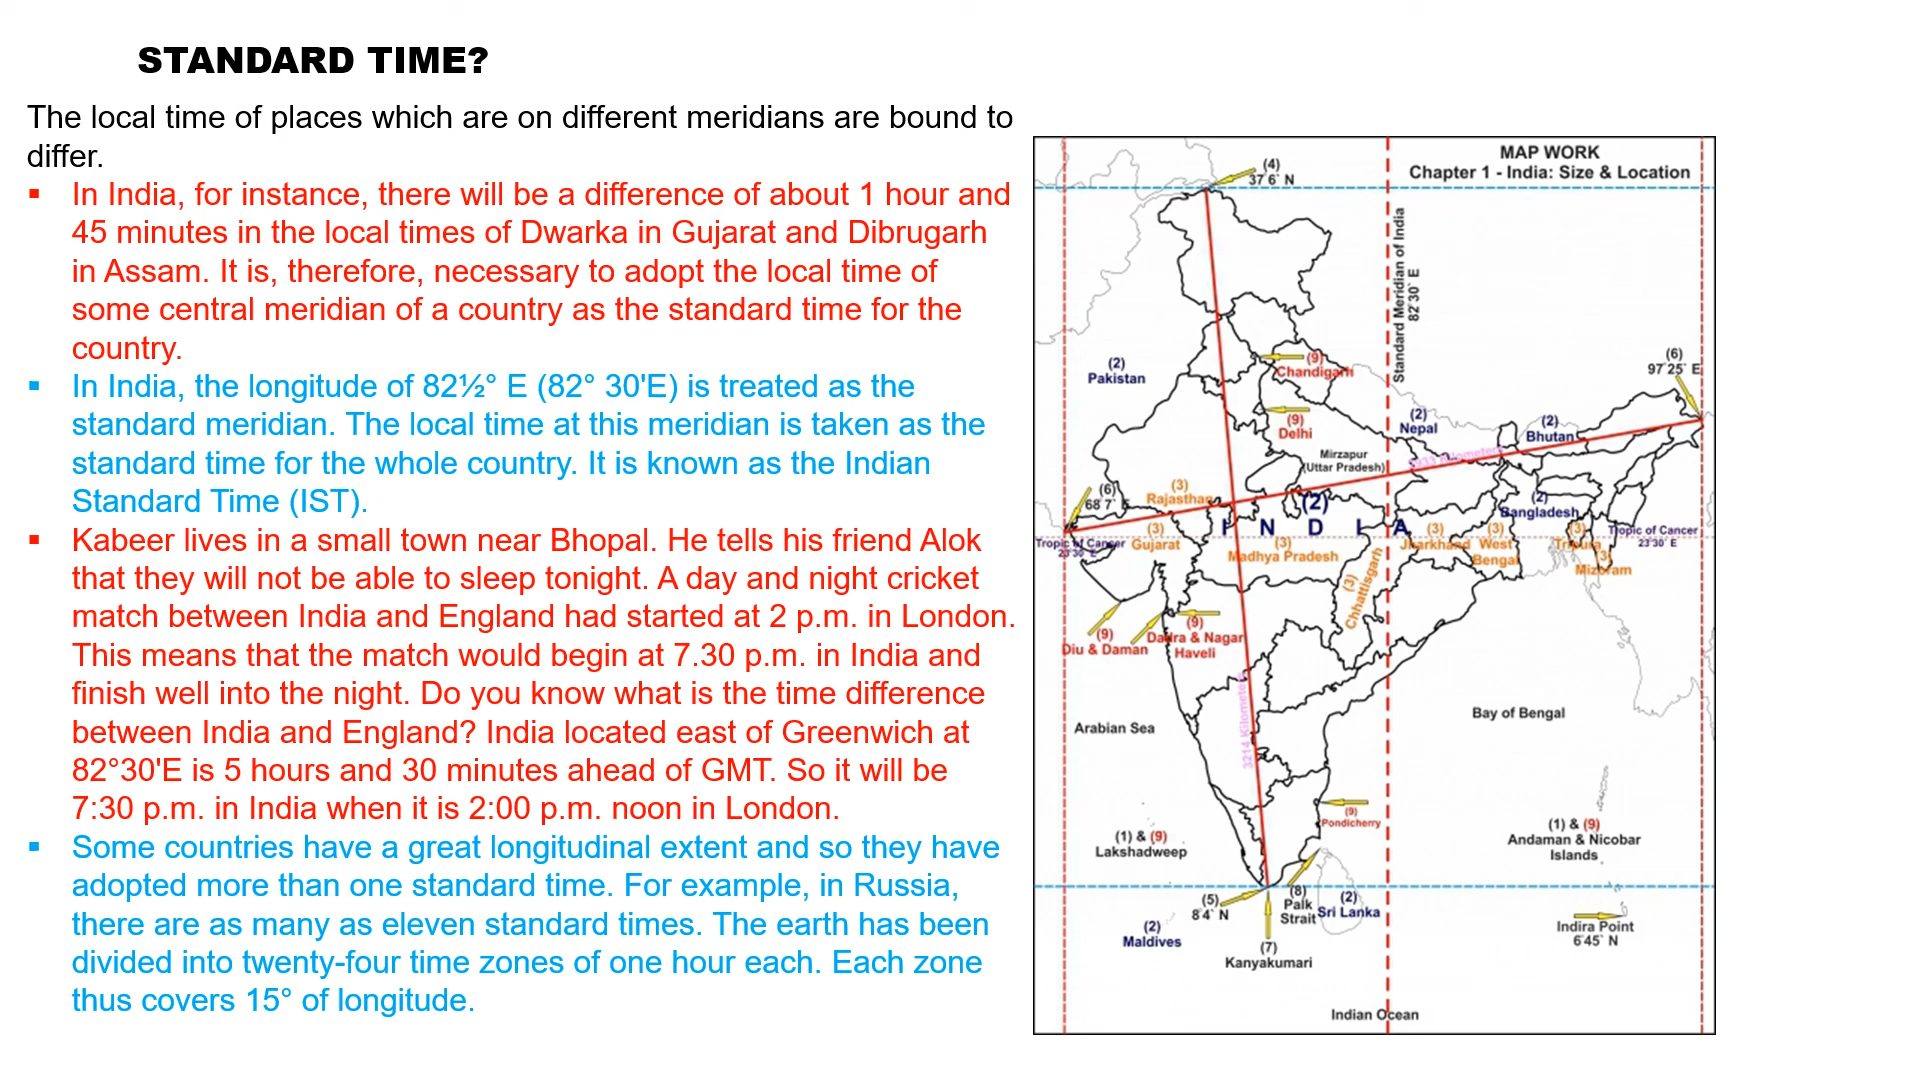 STANDARD TIME?
The local time of places which are on different meridians are bound to
differ.
▪ In India, for instance, there will be a difference of about 1 hour and
45 minutes in the local times of Dwarka in Gujarat and Dibrugarh
in Assam. It is, therefore, necessary to adopt the local time of
some central meridian of a country as the standard time for the
country.
▪ In India, the longitude of 82½° E (82° 30'E) is treated as the
standard meridian. The local time at this meridian is taken as the
standard time for the whole country. It is known as the Indian
Standard Time (IST).
▪ Kabeer lives in a small town near Bhopal. He tells his friend Alok
that they will not be able to sleep tonight. A day and night cricket
match between India and England had started at 2 p.m. in London.
This means that the match would begin at 7.30 p.m. in India and
finish well into the night. Do you know what is the time difference
between India and England? India located east of Greenwich at
82°30'E is 5 hours and 30 minutes ahead of GMT. So it will be
7:30 p.m. in India when it is 2:00 p.m. noon in London.
▪ Some countries have a great longitudinal extent and so they have
adopted more than one standard time. For example, in Russia,
there are as many as eleven standard times. The earth has been
divided into twenty-four time zones of one hour each. Each zone
thus covers 15° of longitude.
MAP WORK
Chapter 1 - India: Size & Location
(4)
37°6' N
Standard Meridian of India
82°30' E
(2)
Pakistan
(9)
Chandigarh
(6)
97°25' E
(9)
Delhi
(2)
Nepal
(2)
Bhutan
Mirzapur
(Uttar Pradesh)
Kilometers
(6)
68°7' E
(3)
Rajasthan
(2)
INDIA
(2)
Bangladesh
Tropic of Cancer
23°30' E
(3)
Gujarat
(3)
Madhya Pradesh
(3)
Chhattisgarh
(3)
Jharkhand
(3)
West
Bengal
(3)
Tripura
(3)
Mizoram
Tropic of Cancer
23°30' E
(9)
Diu & Daman
(9)
Dadra & Nagar
Haveli
3214 Kilometers
Arabian Sea
Bay of Bengal
(9)
Pondicherry
(1) & (9)
Lakshadweep
(1) & (9)
Andaman & Nicobar
Islands
(5)
8°4' N
(8)
Palk
Strait
(2)
Sri Lanka
(2)
Maldives
(7)
Kanyakumari
Indira Point
6°45' N
Indian Ocean